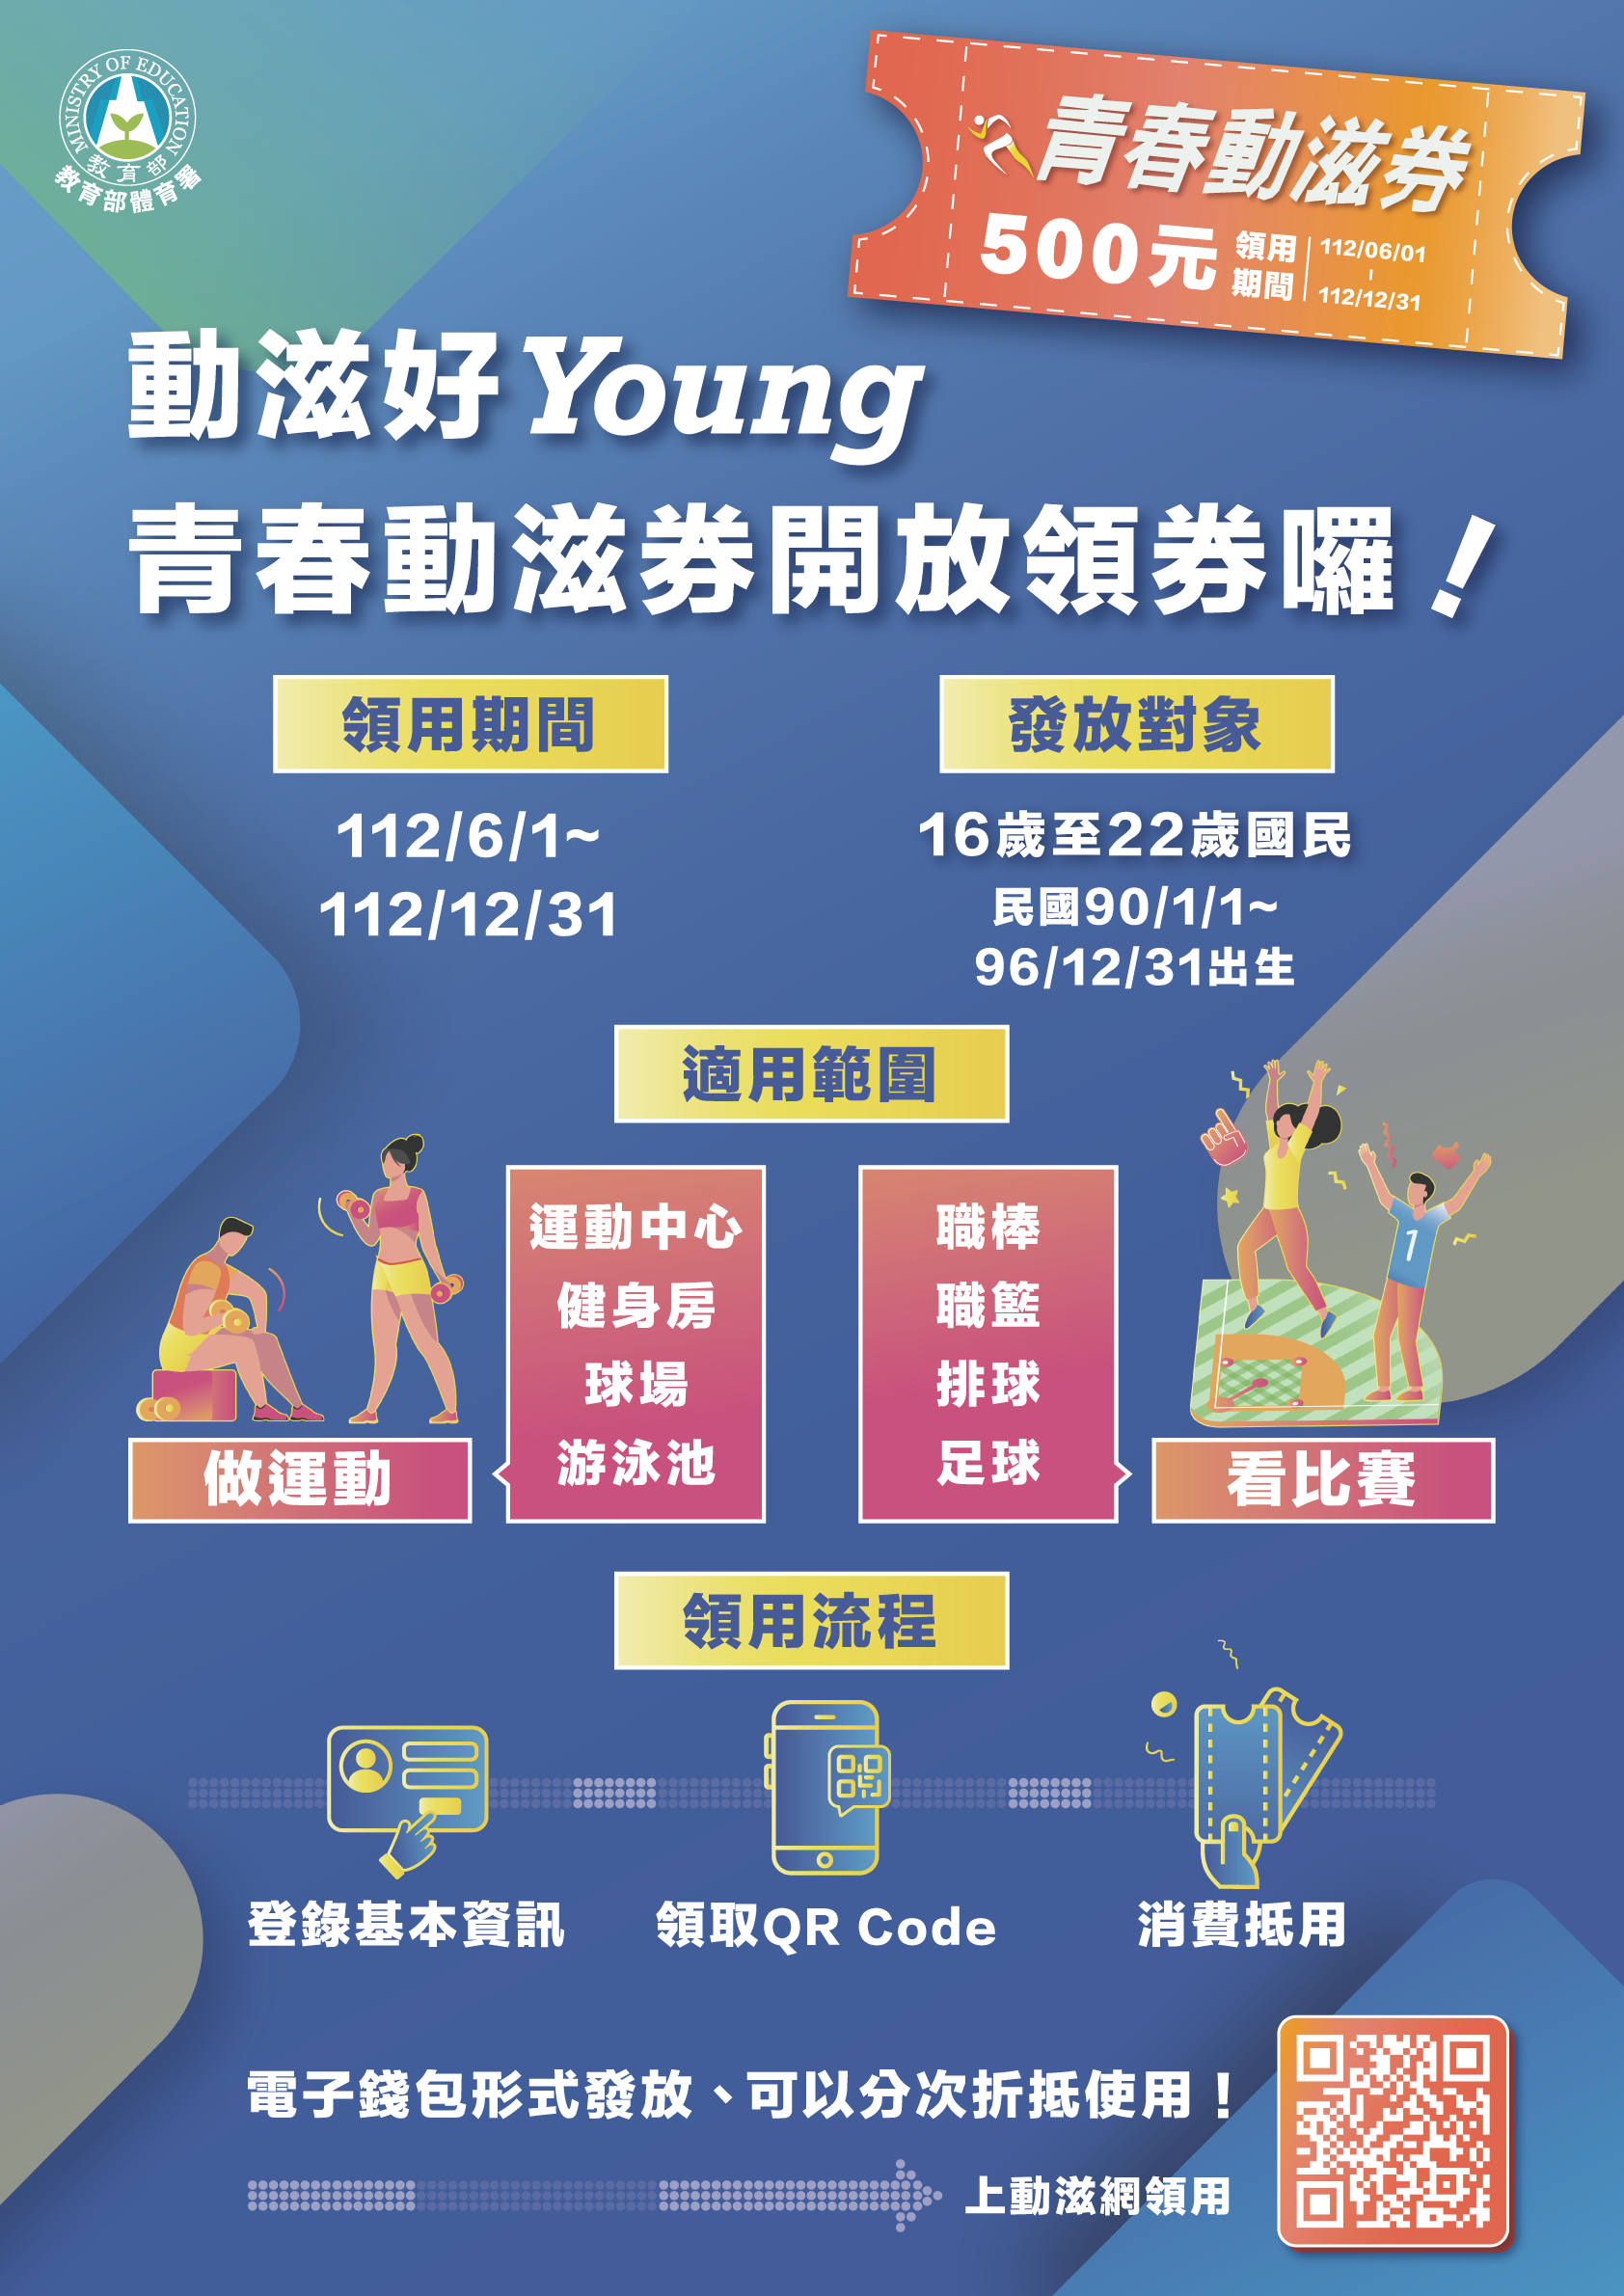 MINISTRY OF EDUCATION
教育部
教育部體育署
青春動滋券
500元
領用期間
112/06/01
-
112/12/31
動滋好Young
青春動滋券開放領券囉！
領用期間
112/6/1~
112/12/31
發放對象
16歲至22歲國民
民國90/1/1~
96/12/31出生
適用範圍
運動中心
健身房
球場
游泳池
做運動
職棒
職籃
排球
足球
1
看比賽
領用流程
登錄基本資訊
領取QR Code
消費抵用
電子錢包形式發放、可以分次折抵使用！
上動滋網領用